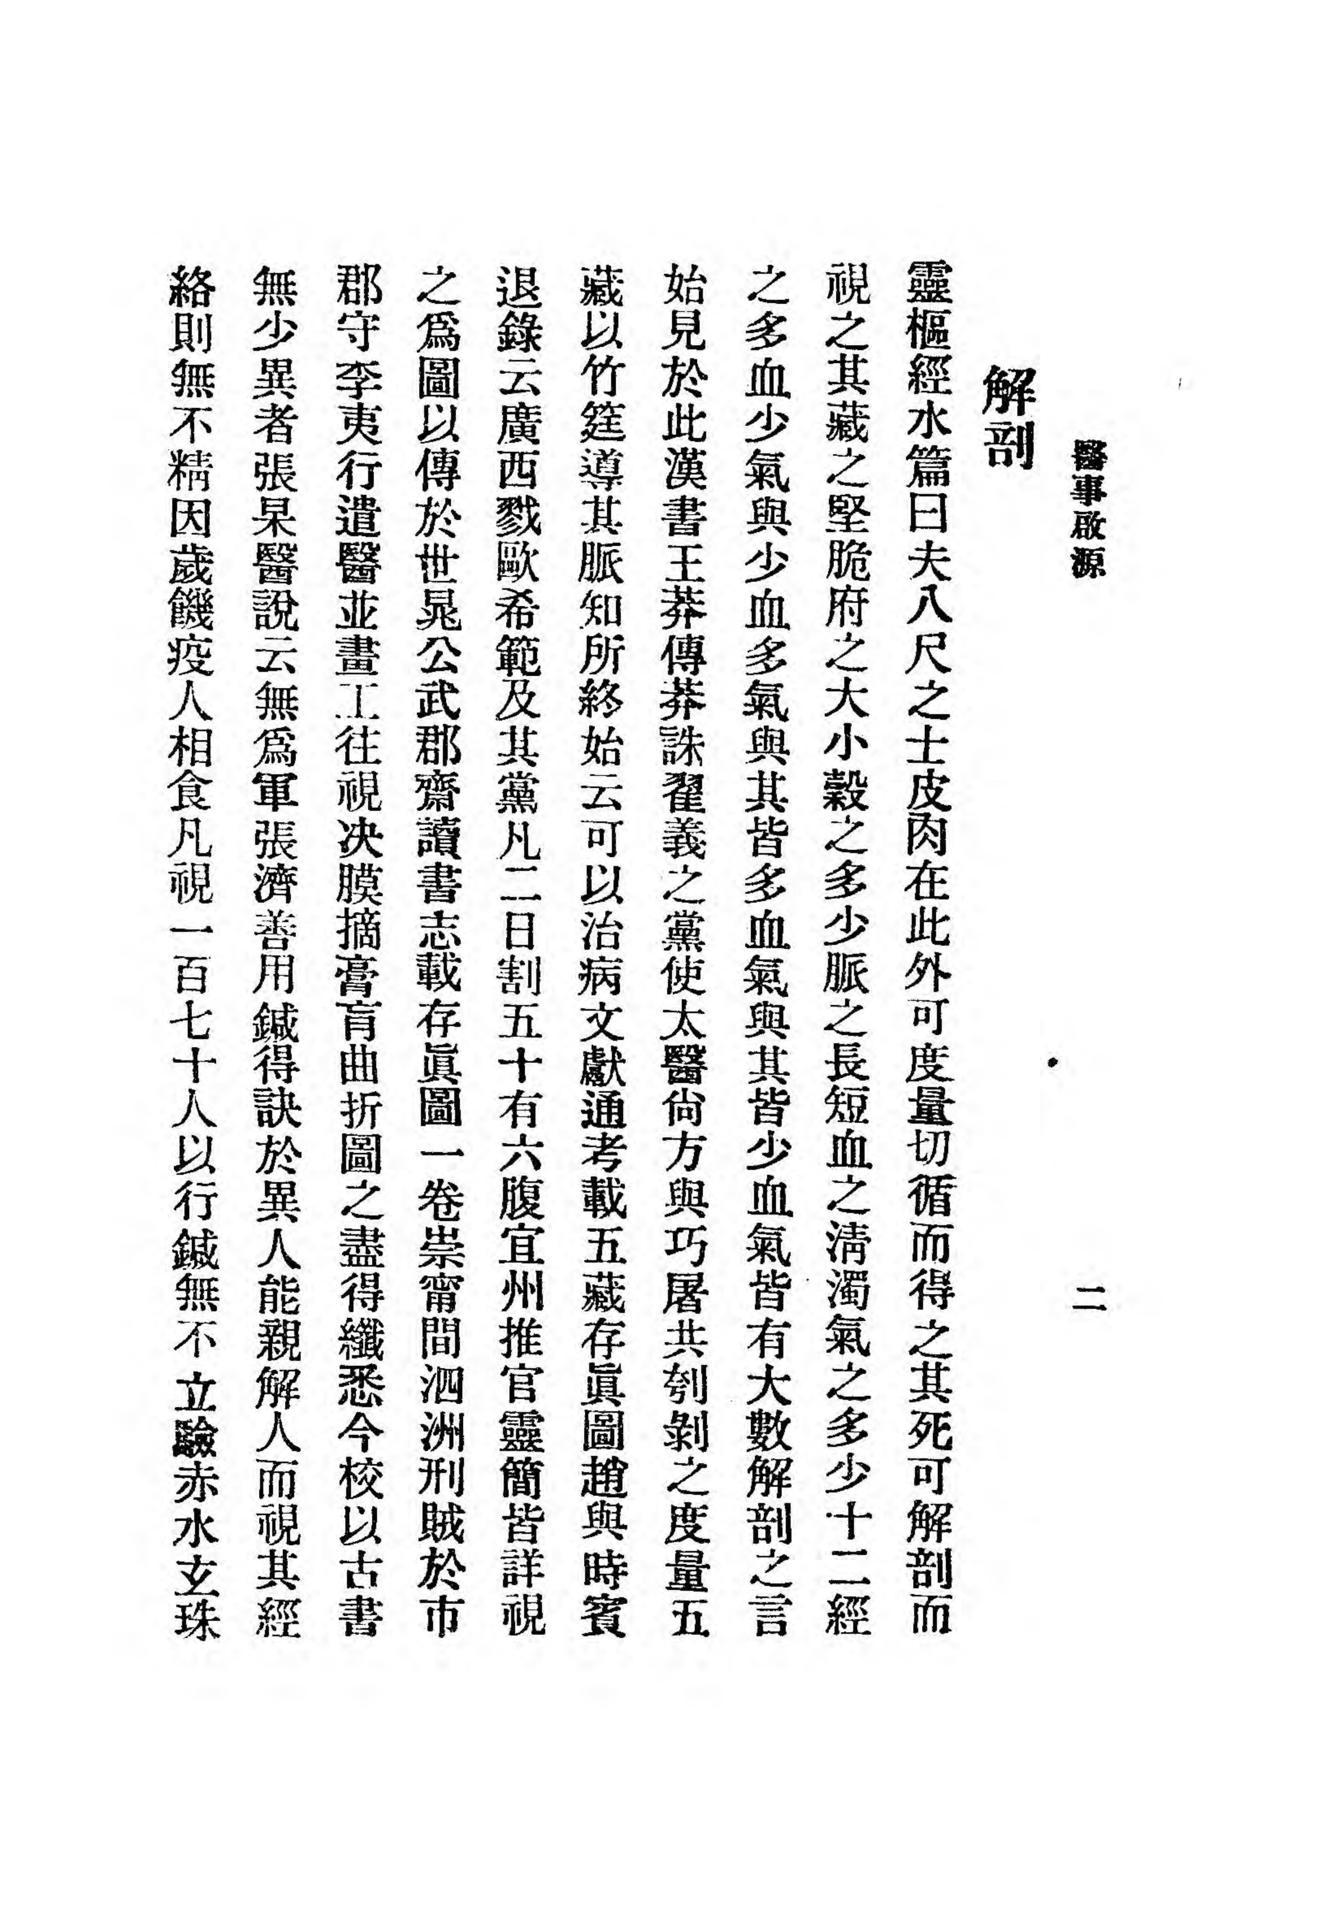 醫事啟源
二
解剖
靈樞經水篇曰夫八尺之士皮肉在此外可度量切循而得之其死可解剖而
視之其藏之堅脆府之大小穀之多少脈之長短血之淸濁氣之多少十二經
之多血少氣與少血多氣與其皆多血氣與其皆少血氣皆有大數解剖之言
始見於此漢書王莽傳莽誅翟義之黨使太醫尙方與巧屠共刳剝之度量五
藏以竹筳導其脈知所終始云可以治病文獻通考載五藏存眞圖趙與時賓
退錄云廣西戮歐希範及其黨凡二日割五十有六腹宜州推官靈簡皆詳視
之爲圖以傳於世晁公武郡齋讀書志載存眞圖一卷崇甯間泗洲刑賊於市
郡守李夷行遣醫並畫工往視决膜摘膏肓曲折圖之盡得纖悉今校以古書
無少異者張杲醫說云無爲軍張濟善用鍼得訣於異人能親解人而視其經
絡則無不精因歲饑疫人相食凡視一百七十人以行鍼無不立驗赤水玄珠